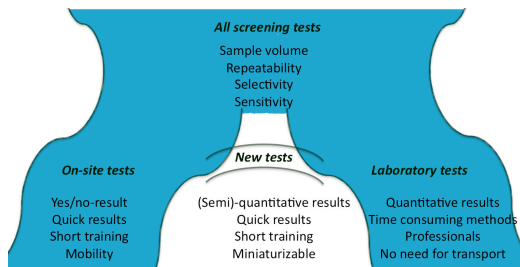 All screening tests
Sample volume
Repeatability
Selectivity
Sensitivity
New tests
On-site tests
Laboratory tests
Yes/no-result
Quick results
Short training
Mobility
(Semi)-quantitative results
Quick results
Short training
Miniaturizable
Quantitative results
Time consuming methods
Professionals
No need for transport